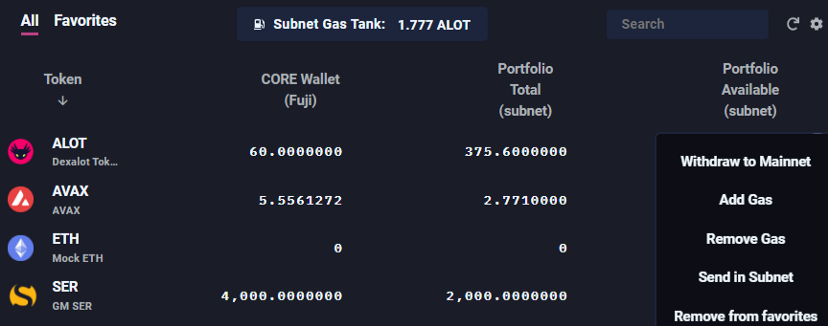 All Favorites Subnet Gas Tank: 1.777 ALOT Search
Token
CORE Wallet
(Fuji)
Portfolio
Total
(subnet)
Portfolio
Available
(subnet)
ALOT
Dexalot Tok...
60.0000000 375.6000000
AVAX
AVAX
5.5561272 2.7710000
ETH
Mock ETH
0 0
SER
GM SER
4,000.0000000 2,000.0000000
Withdraw to Mainnet
Add Gas
Remove Gas
Send in Subnet
Remove from favorites